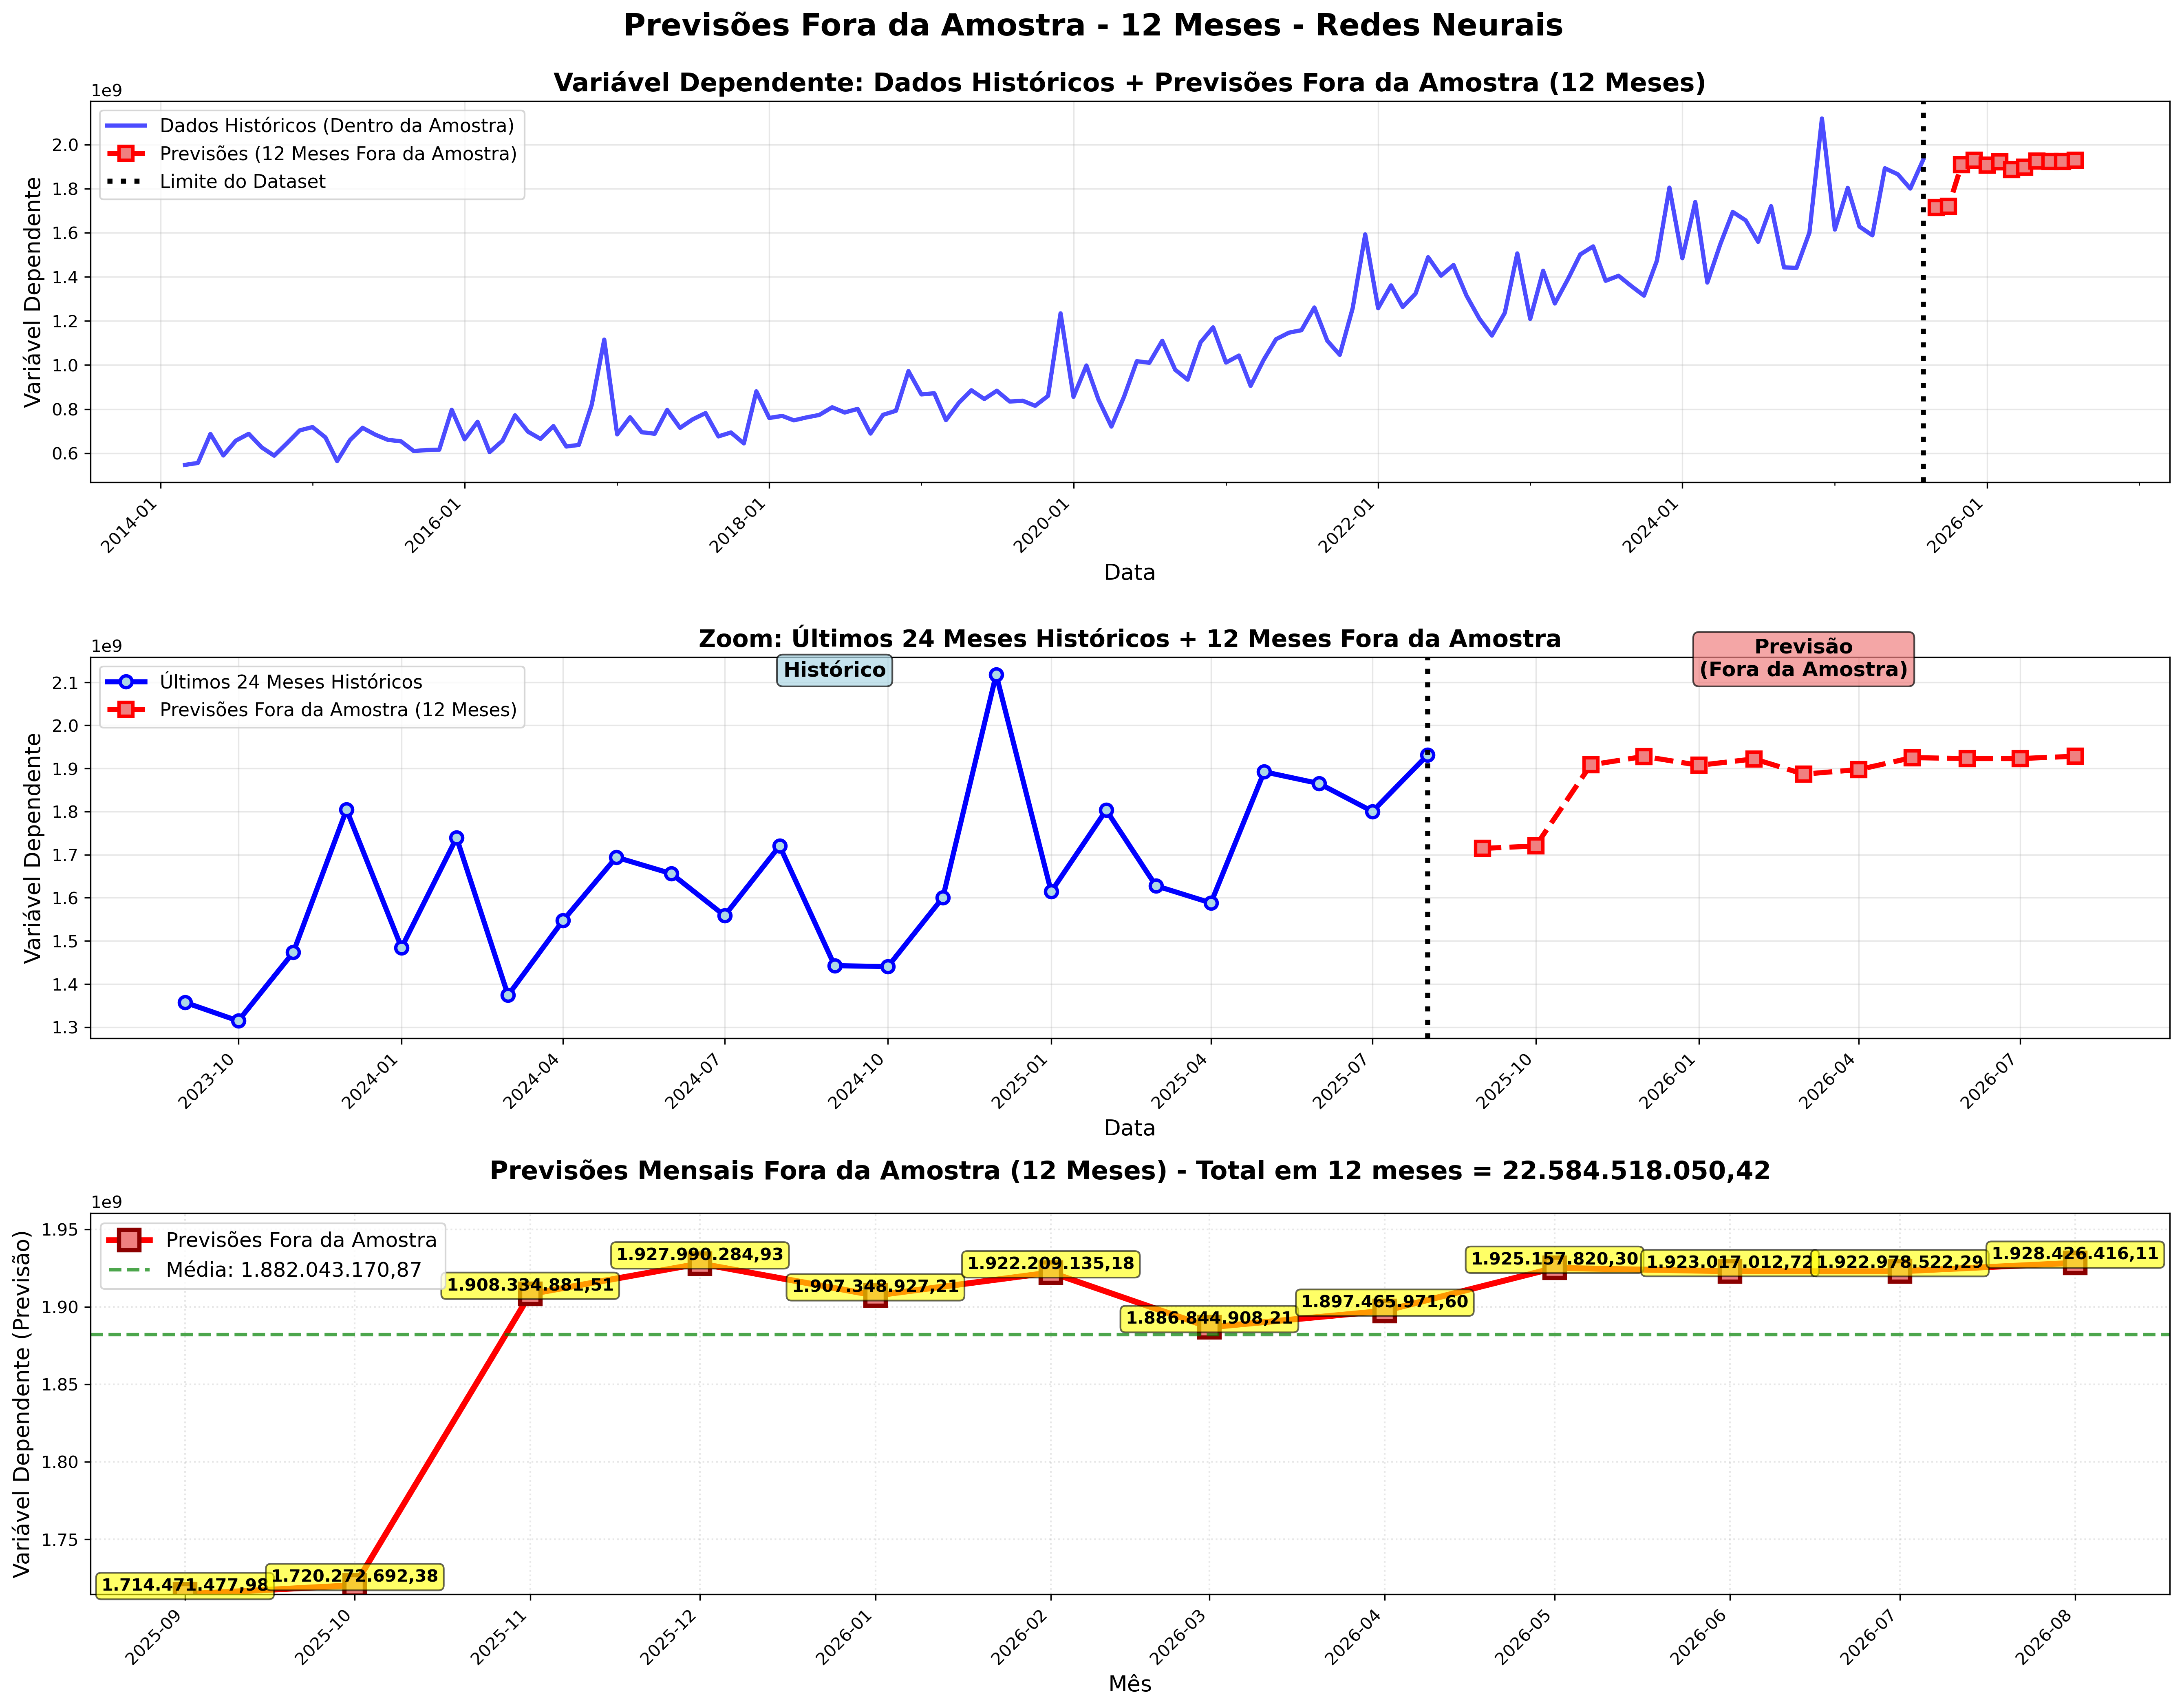 Previsões Fora da Amostra - 12 Meses - Redes Neurais
Variável Dependente: Dados Históricos + Previsões Fora da Amostra (12 Meses)
1e9
Dados Históricos (Dentro da Amostra)
Previsões (12 Meses Fora da Amostra)
Limite do Dataset
Variável Dependente
2.0
1.8
1.6
1.4
1.2
1.0
0.8
0.6
2014-01
2016-01
2018-01
2020-01
2022-01
2024-01
2026-01
Data
Zoom: Últimos 24 Meses Históricos + 12 Meses Fora da Amostra
1e9
Últimos 24 Meses Históricos
Previsões Fora da Amostra (12 Meses)
Histórico
Previsão
(Fora da Amostra)
Variável Dependente
2.1
2.0
1.9
1.8
1.7
1.6
1.5
1.4
1.3
2023-10
2024-01
2024-04
2024-07
2024-10
2025-01
2025-04
2025-07
2025-10
2026-01
2026-04
2026-07
Data
Previsões Mensais Fora da Amostra (12 Meses) - Total em 12 meses = 22.584.518.050,42
1e9
Previsões Fora da Amostra
Média: 1.882.043.170,87
Variável Dependente (Previsão)
1.95
1.90
1.85
1.80
1.75
1.714.471.477,98
1.720.272.692,38
1.908.334.881,51
1.927.990.284,93
1.907.348.927,21
1.922.209.135,18
1.886.844.908,21
1.897.465.971,60
1.925.157.820,30
1.923.017.012,72
1.922.978.522,29
1.928.426.416,11
2025-09
2025-10
2025-11
2025-12
2026-01
2026-02
2026-03
2026-04
2026-05
2026-06
2026-07
2026-08
Mês